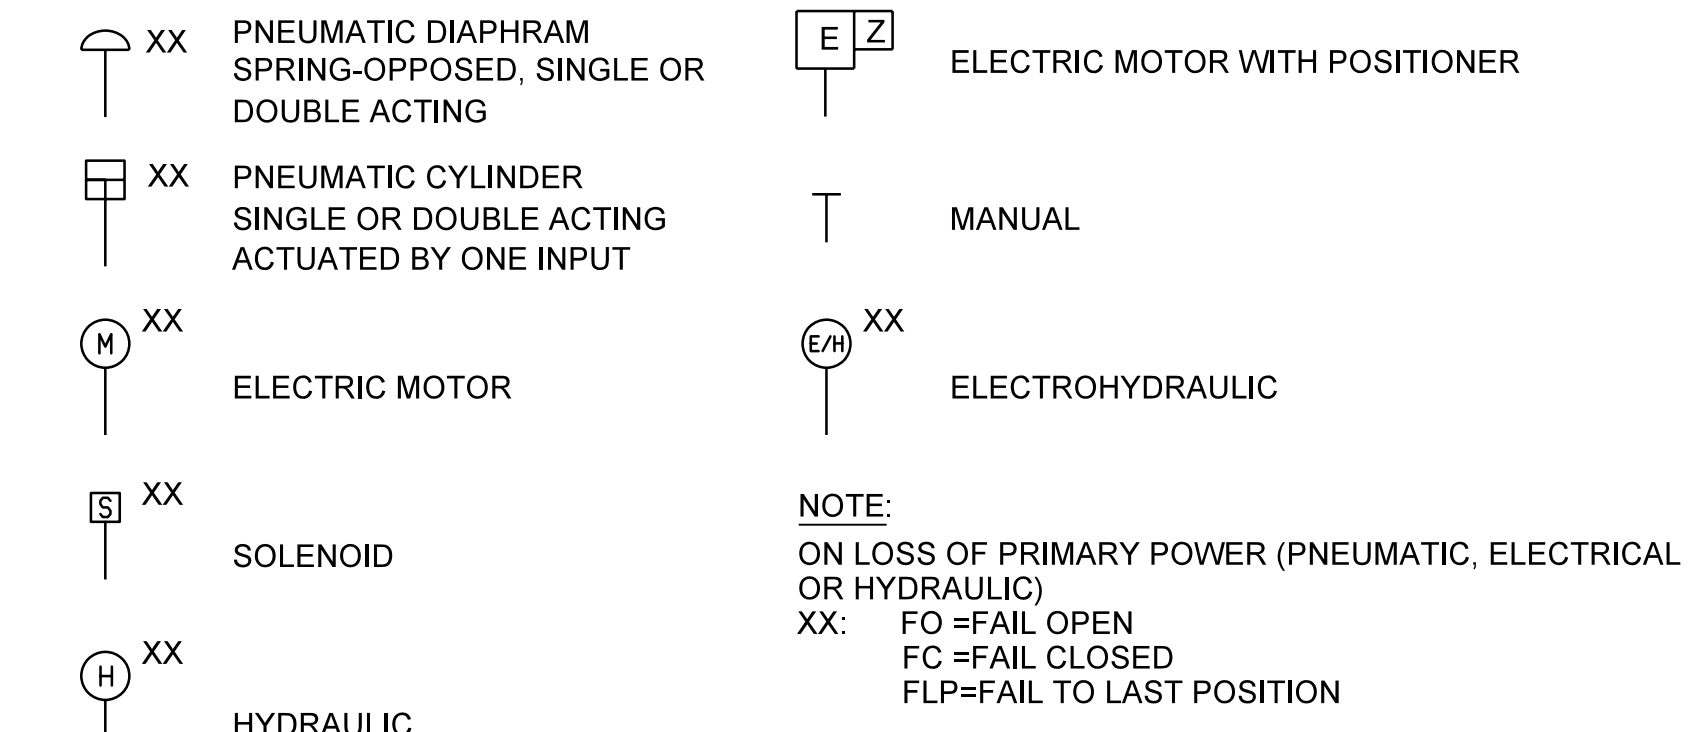 XX PNEUMATIC DIAPHRAM
SPRING-OPPOSED, SINGLE OR
DOUBLE ACTING
XX PNEUMATIC CYLINDER
SINGLE OR DOUBLE ACTING
ACTUATED BY ONE INPUT
M XX
ELECTRIC MOTOR
S XX
SOLENOID
H XX
HYDRAULIC
E Z
ELECTRIC MOTOR WITH POSITIONER
MANUAL
E/H XX
ELECTROHYDRAULIC
NOTE:
ON LOSS OF PRIMARY POWER (PNEUMATIC, ELECTRICAL
OR HYDRAULIC)
XX: FO =FAIL OPEN
FC =FAIL CLOSED
FLP=FAIL TO LAST POSITION